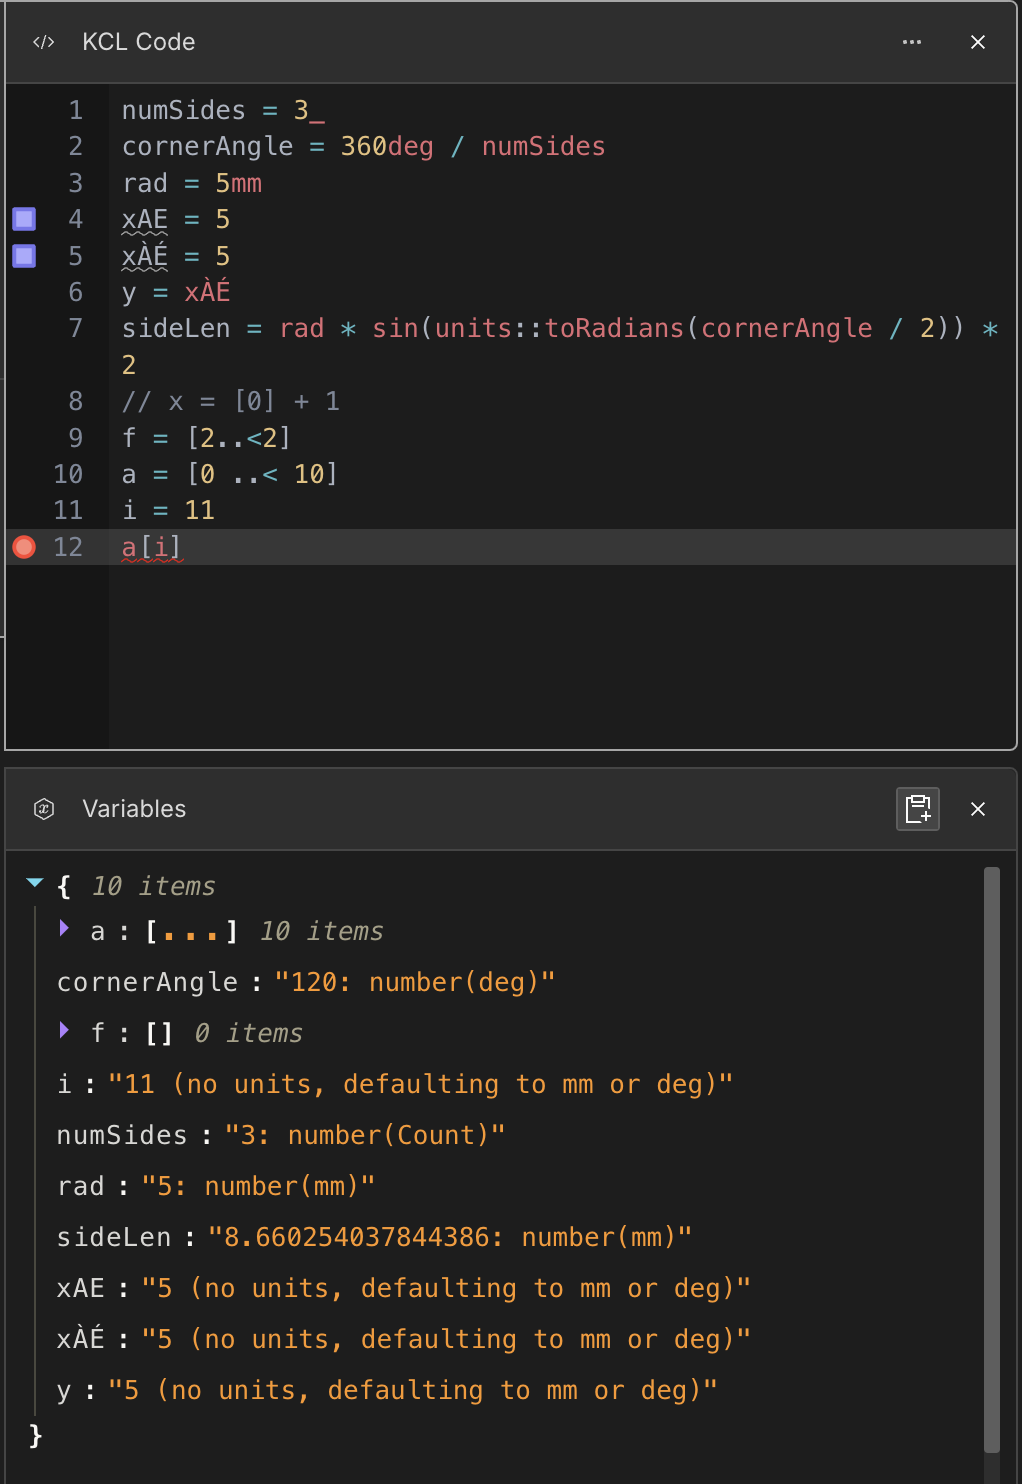 KCL Code
1 numSides = 3_
2 cornerAngle = 360deg / numSides
3 rad = 5mm
4 xAE = 5
5 xÀÉ = 5
6 y = xÀÉ
7 sideLen = rad * sin(units::toRadians(cornerAngle / 2)) *
2
8 // x = [0] + 1
9 f = [2..<2]
10 a = [0 ..< 10]
11 i = 11
12 a[i]
Variables
{ 10 items
a : [...] 10 items
cornerAngle : "120: number(deg)"
f : [] 0 items
i : "11 (no units, defaulting to mm or deg)"
numSides : "3: number(Count)"
rad : "5: number(mm)"
sideLen : "8.660254037844386: number(mm)"
xAE : "5 (no units, defaulting to mm or deg)"
xÀÉ : "5 (no units, defaulting to mm or deg)"
y : "5 (no units, defaulting to mm or deg)"
}